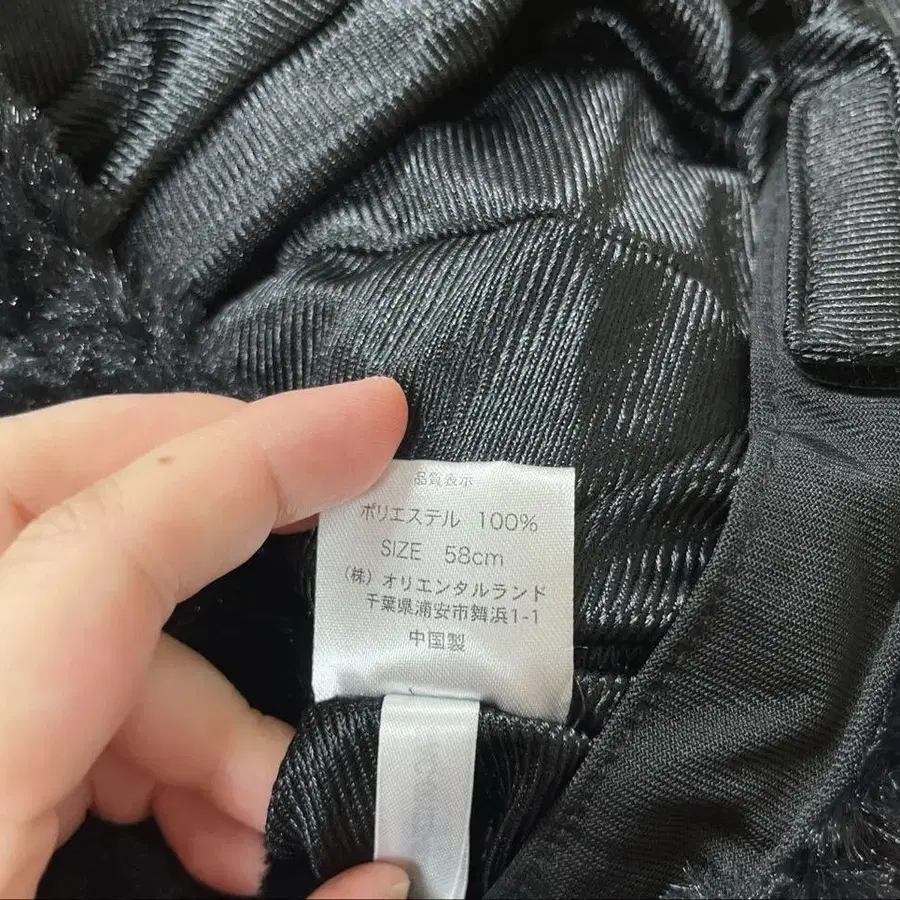 品質表示
ポリエステル 100%
SIZE 58cm
(株) オリエンタルランド
千葉県浦安市舞浜1-1
中国製